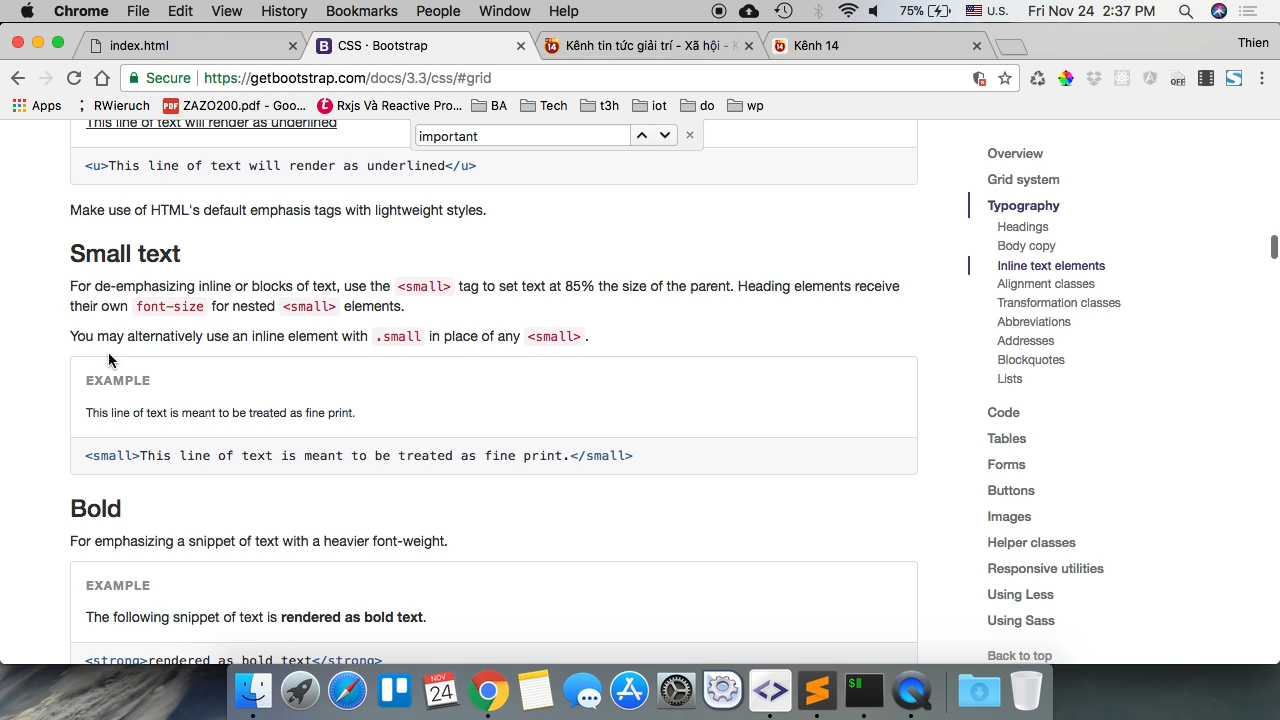 Chrome File Edit View History Bookmarks People Window Help 75% U.S. Fri Nov 24 2:37 PM
index.html CSS · Bootstrap Kênh tin tức giải trí - Xã hội - K Kênh 14 Thien
Secure https://getbootstrap.com/docs/3.3/css/#grid
Apps RWieruch ZAZO200.pdf - Goo... Rxjs Và Reactive Pro... BA Tech t3h iot do wp
important
This line of text will render as underlined
<u>This line of text will render as underlined</u>
Make use of HTML's default emphasis tags with lightweight styles.
Small text
For de-emphasizing inline or blocks of text, use the <small> tag to set text at 85% the size of the parent. Heading elements receive
their own font-size for nested <small> elements.
You may alternatively use an inline element with .small in place of any <small>.
EXAMPLE
This line of text is meant to be treated as fine print.
<small>This line of text is meant to be treated as fine print.</small>
Bold
For emphasizing a snippet of text with a heavier font-weight.
EXAMPLE
The following snippet of text is rendered as bold text.
<strong>rendered as bold text</strong>
Overview
Grid system
Typography
Headings
Body copy
Inline text elements
Alignment classes
Transformation classes
Abbreviations
Addresses
Blockquotes
Lists
Code
Tables
Forms
Buttons
Images
Helper classes
Responsive utilities
Using Less
Using Sass
Back to top
NOV
24